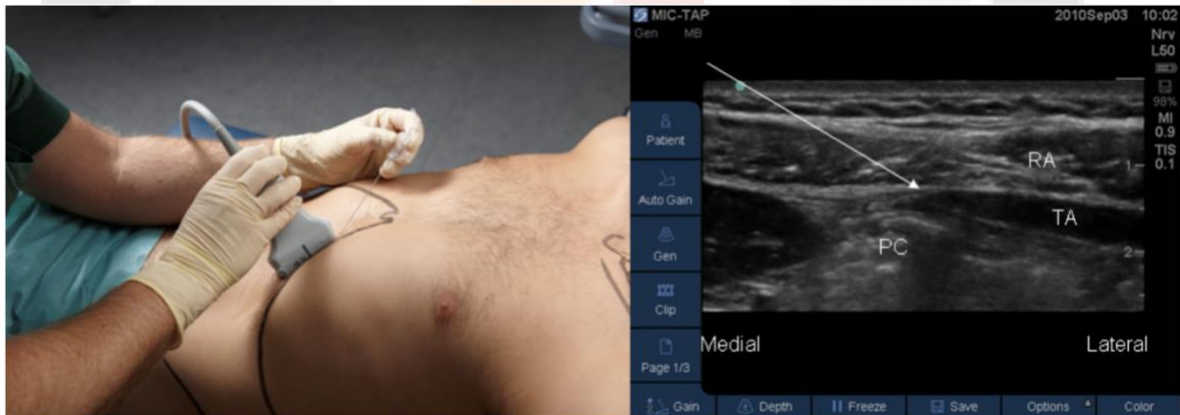 MIC-TAP 2010Sep03 10:02
Gen MB
Nrv
L50
98%
MI
0.9
TIS
0.1
Patient
Auto Gain
Gen
Clip
Page 1/3
RA
TA
PC
1
2
Medial Lateral
Gain Depth Freeze Save Options Color